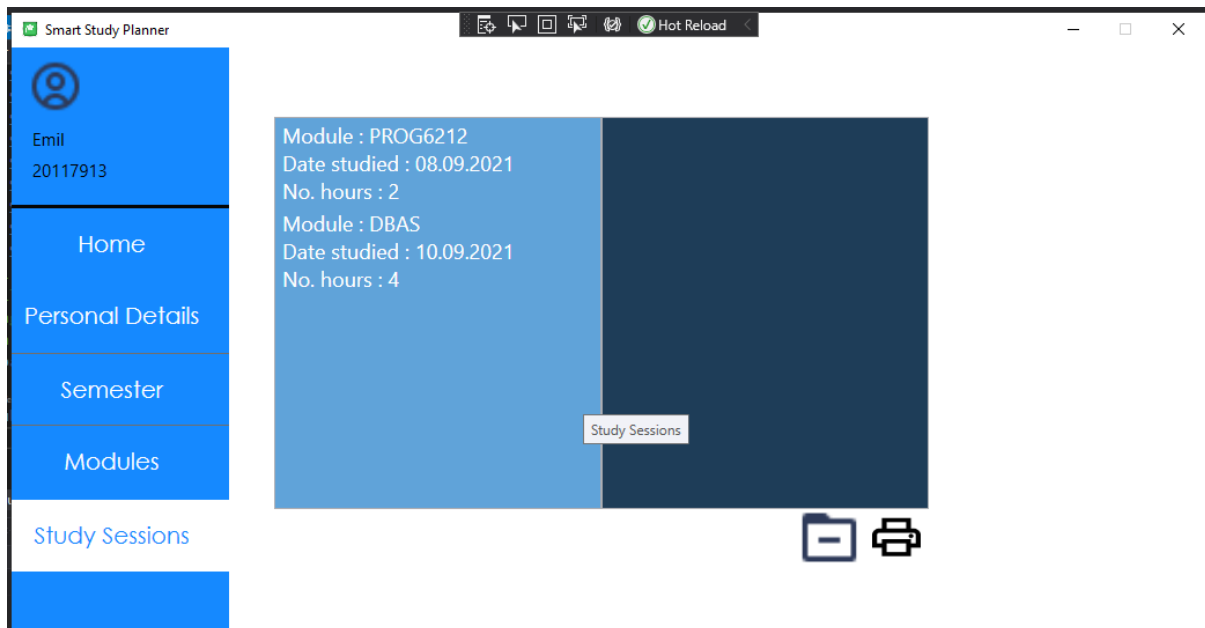 Smart Study Planner
Hot Reload
Emil
20117913
Home
Personal Details
Semester
Modules
Study Sessions
Module : PROG6212
Date studied : 08.09.2021
No. hours : 2
Module : DBAS
Date studied : 10.09.2021
No. hours : 4
Study Sessions